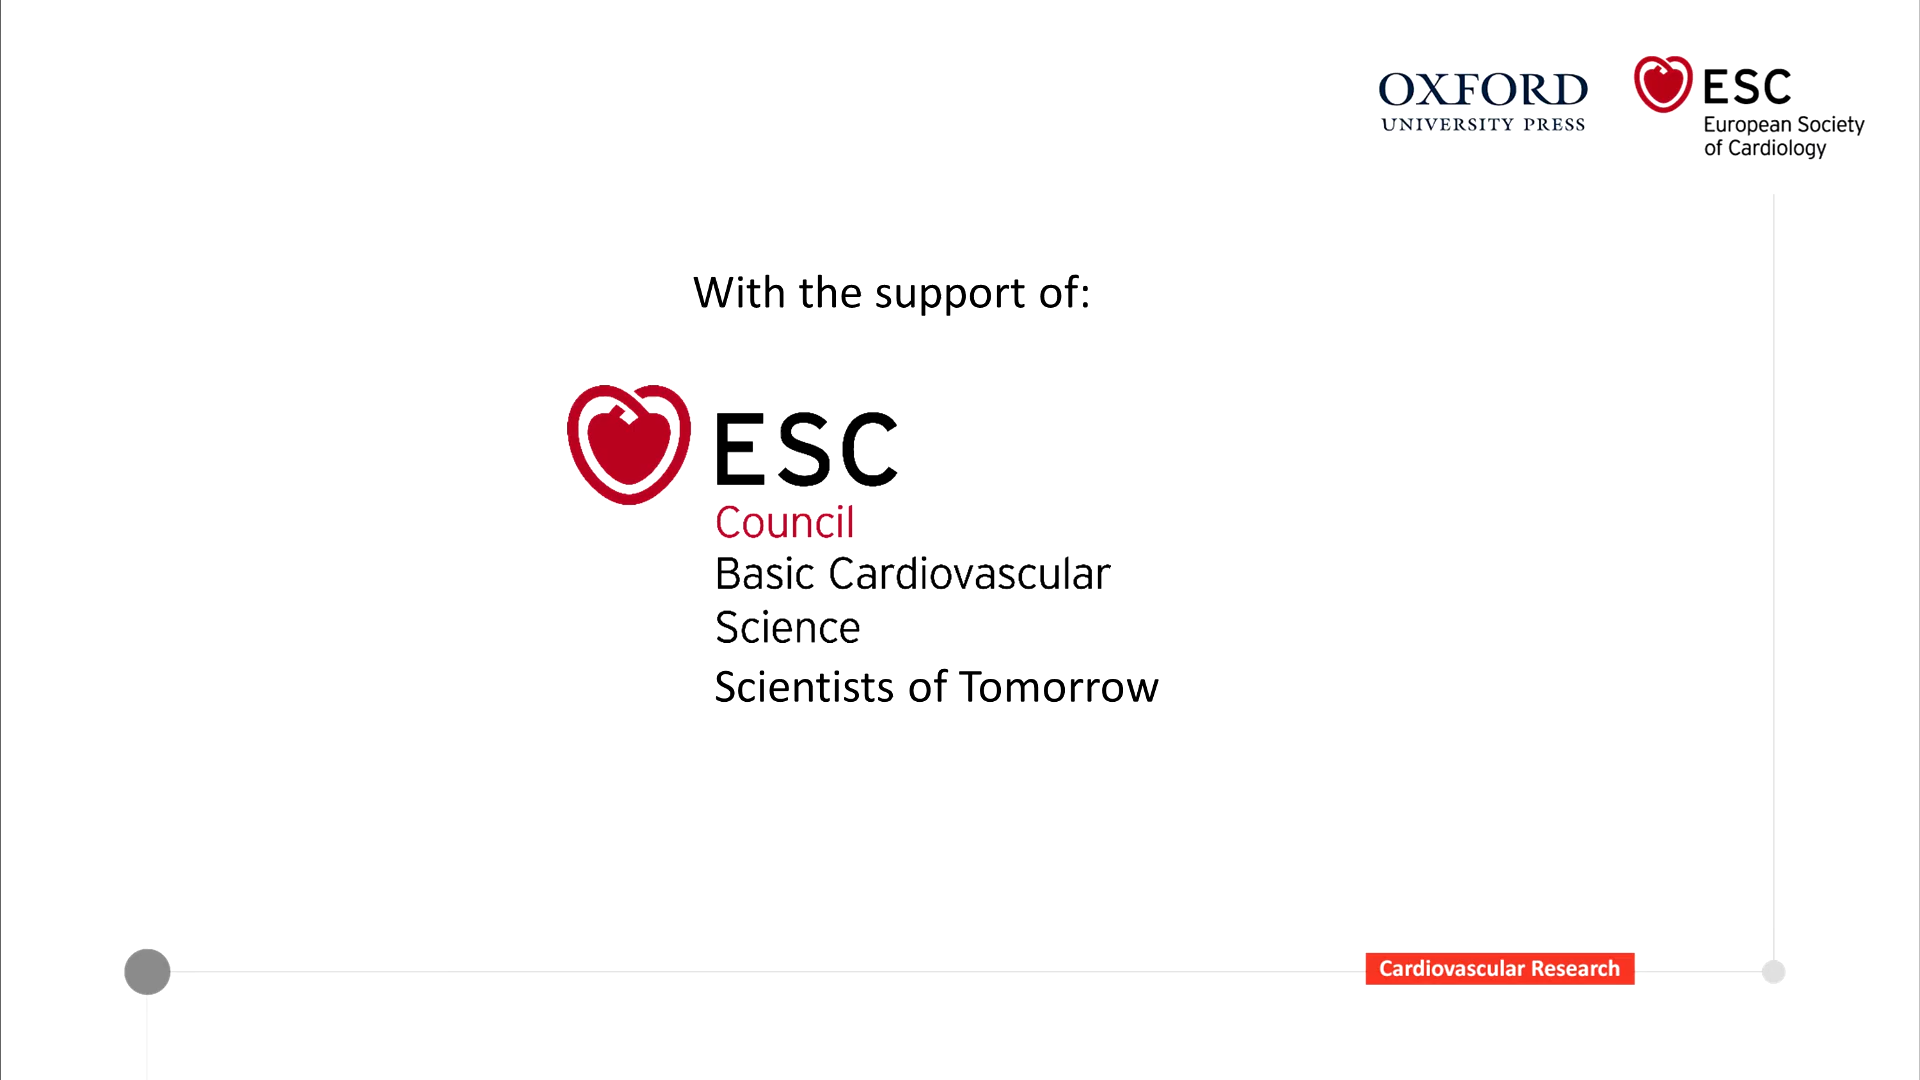 OXFORD
UNIVERSITY PRESS
ESC
European Society
of Cardiology
With the support of:
ESC
Council
Basic Cardiovascular
Science
Scientists of Tomorrow
Cardiovascular Research